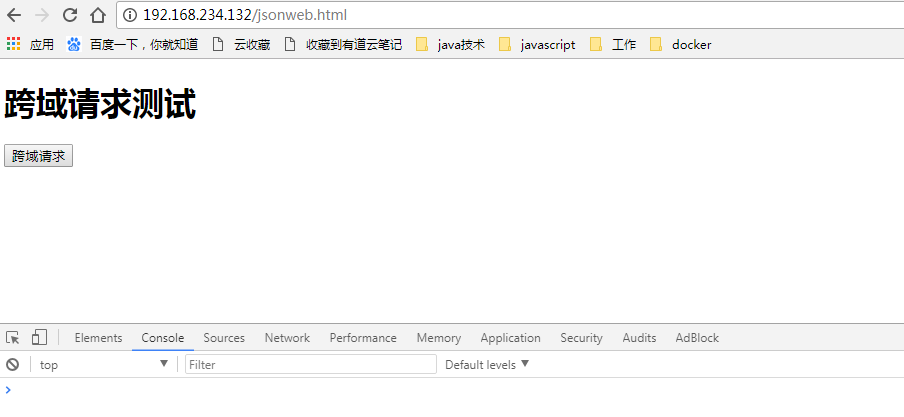 192.168.234.132/jsonweb.html
应用 百度一下,你就知道 云收藏 收藏到有道云笔记 java技术 javascript 工作 docker
跨域请求测试
跨域请求
Elements Console Sources Network Performance Memory Application Security Audits AdBlock
top Filter Default levels